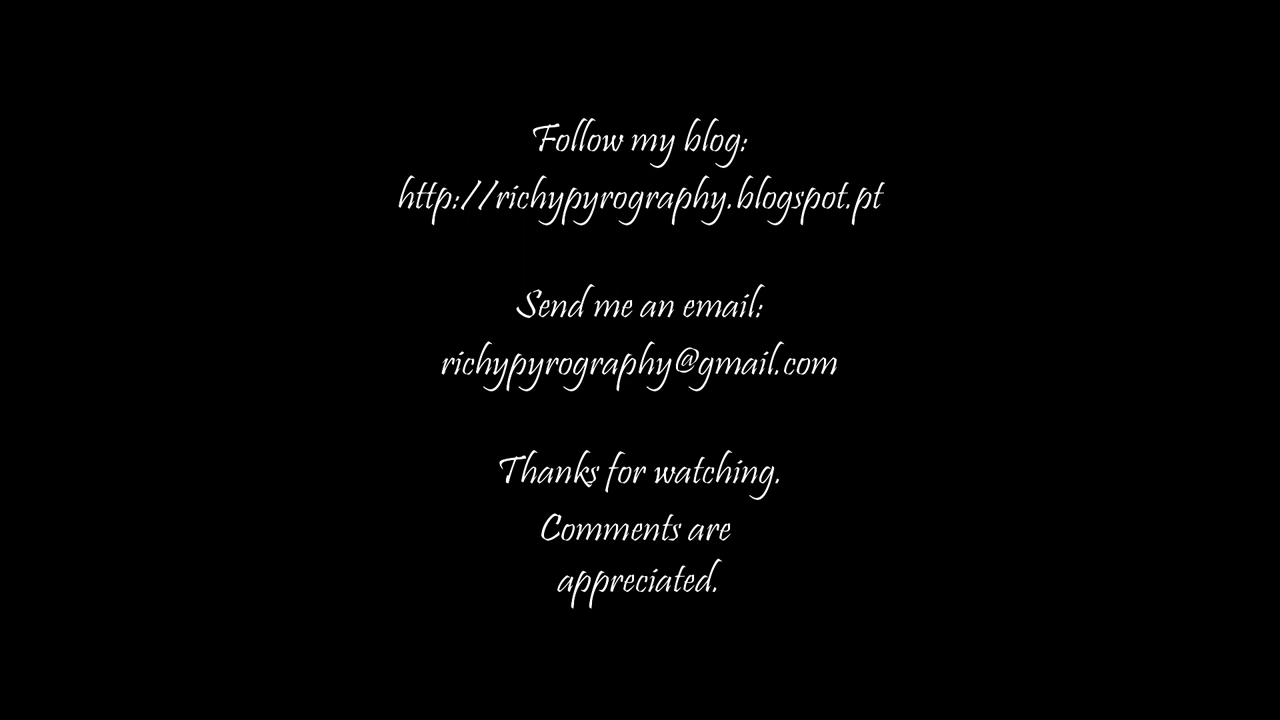 Follow my blog:
http://richypyrography.blogspot.pt
Send me an email:
richypyrography@gmail.com
Thanks for watching.
Comments are
appreciated.